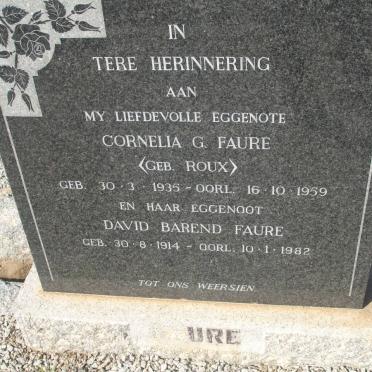 IN
TERE HERINNERING
AAN
MY LIEFDEVOLLE EGGENOTE
CORNELIA G. FAURE
<GEB. ROUX>
GEB. 30·3·1935 - OORL. 16·10·1959
EN HAAR EGGENOOT
DAVID BAREND FAURE
GEB. 30·8·1914 - OORL. 10·1·1982
TOT ONS WEERSIEN
URE